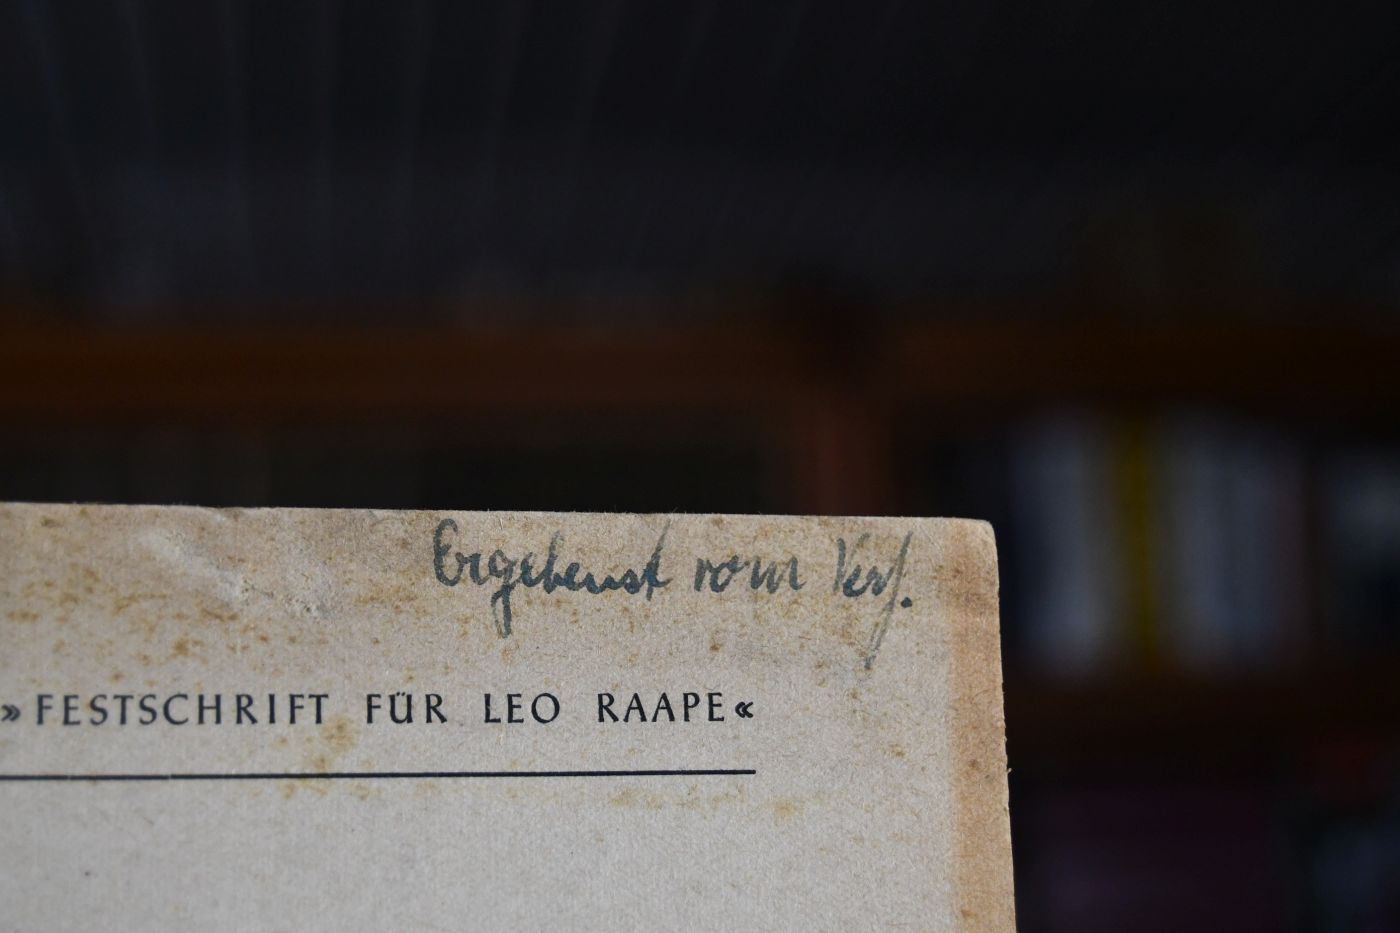 Ergebenst vom Verf.
»FESTSCHRIFT FÜR LEO RAAPE«